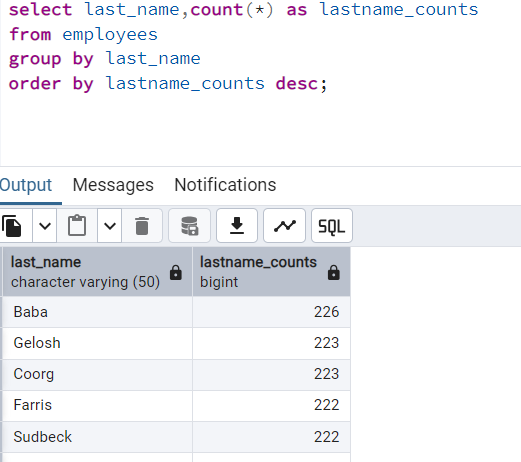 select last_name,count(*) as lastname_counts
from employees
group by last_name
order by lastname_counts desc;
Output Messages Notifications
SQL
last_name lastname_counts
character varying (50) bigint
Baba 226
Gelosh 223
Coorg 223
Farris 222
Sudbeck 222